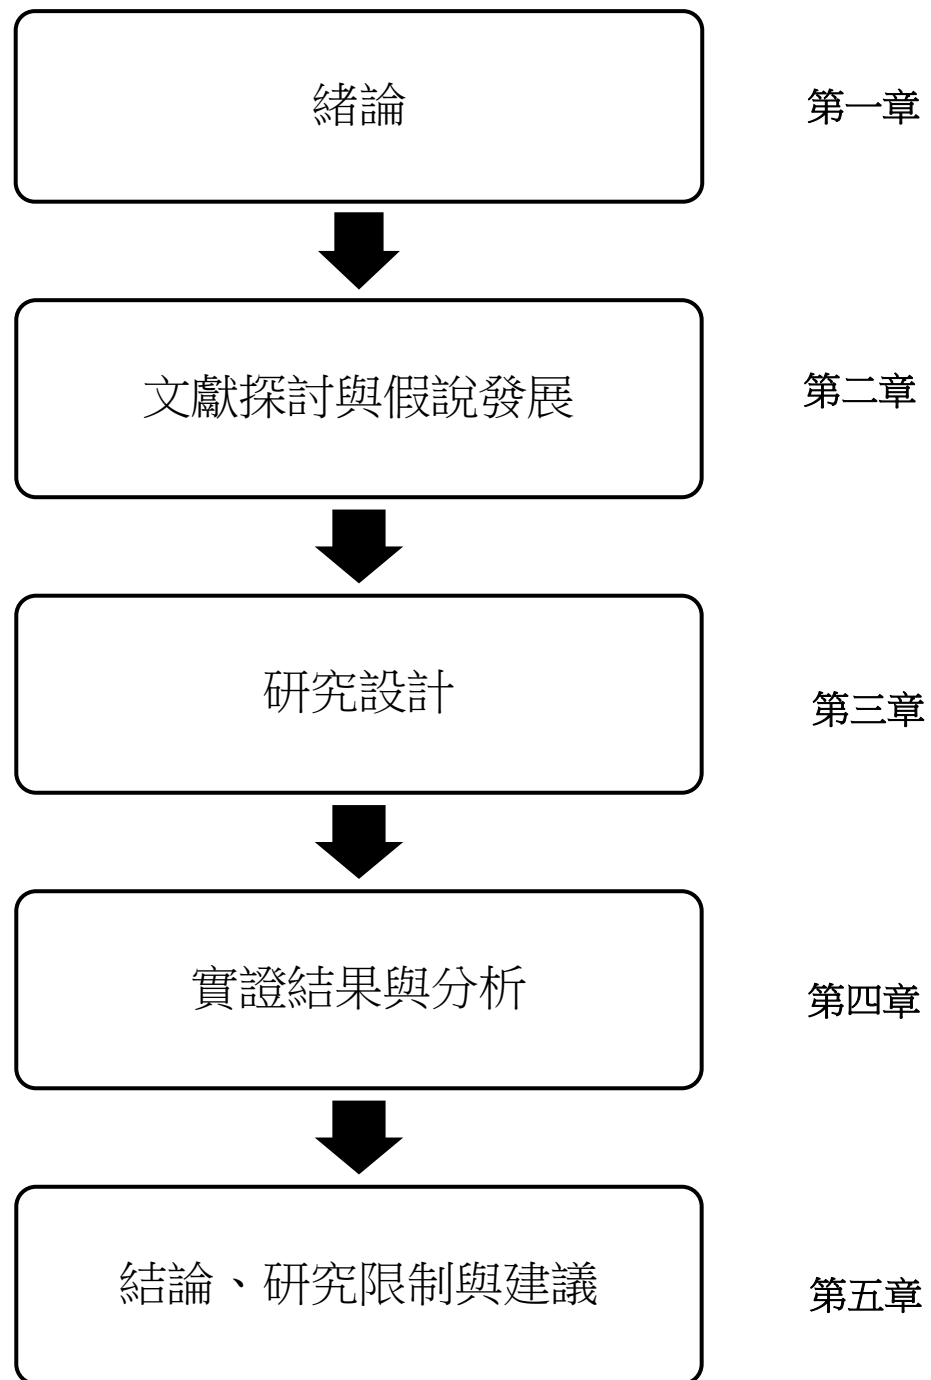 緒論
第一章
文獻探討與假說發展
第二章
研究設計
第三章
實證結果與分析
第四章
結論、研究限制與建議
第五章